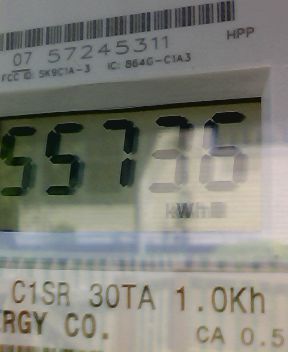 07 57245311
HPP
FCC ID: SK9C1A-3 IC: 864G-C1A3
55736
kWh
C1SR 30TA 1.0Kh
RGY CO.
CA 0.5